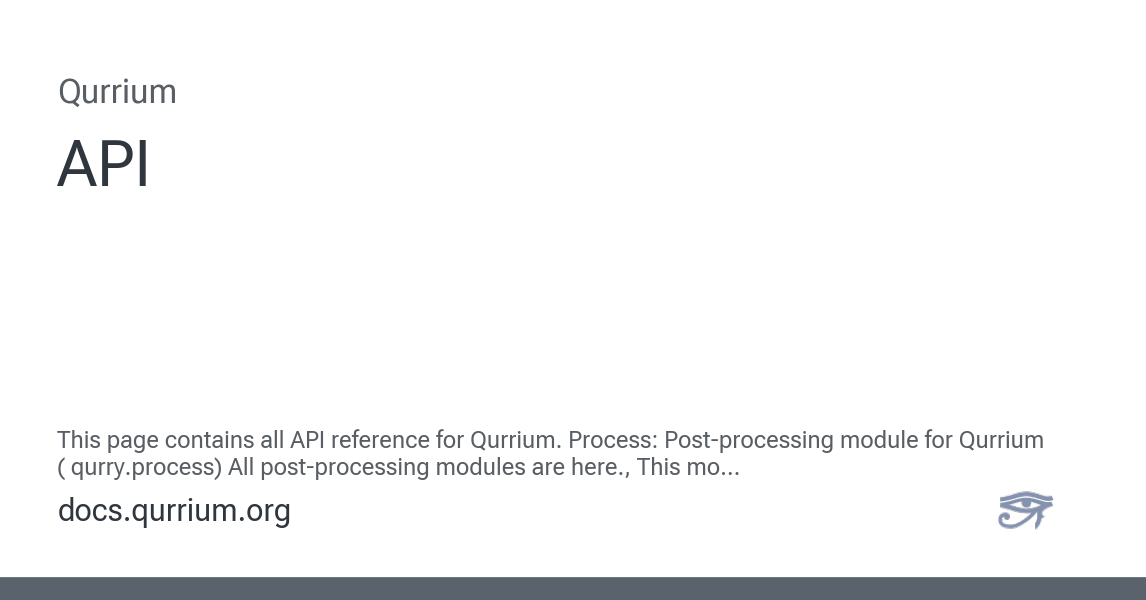 Qurrium
API
This page contains all API reference for Qurrium. Process: Post-processing module for Qurrium
( qurry.process) All post-processing modules are here., This mo...
docs.qurrium.org